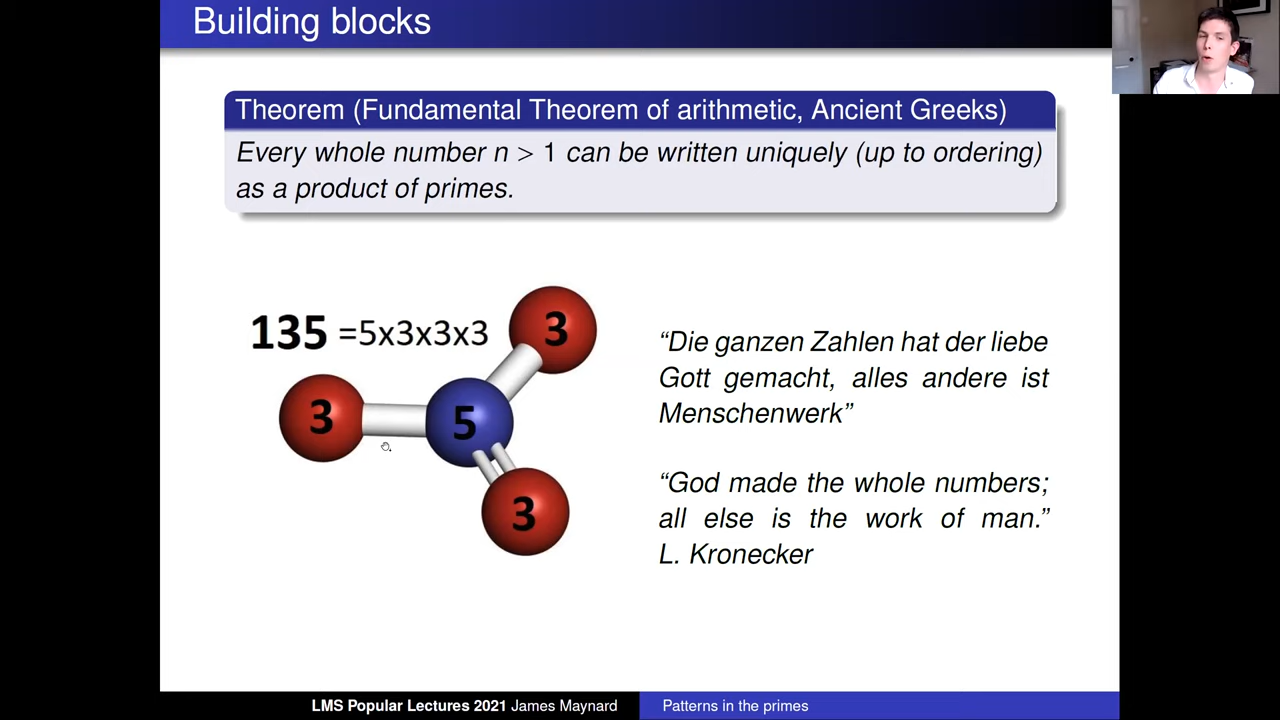 Building blocks
Theorem (Fundamental Theorem of arithmetic, Ancient Greeks)
Every whole number n > 1 can be written uniquely (up to ordering)
as a product of primes.
135 =5x3x3x3
3
3
5
3
“Die ganzen Zahlen hat der liebe
Gott gemacht, alles andere ist
Menschenwerk”
“God made the whole numbers;
all else is the work of man.”
L. Kronecker
LMS Popular Lectures 2021 James Maynard
Patterns in the primes